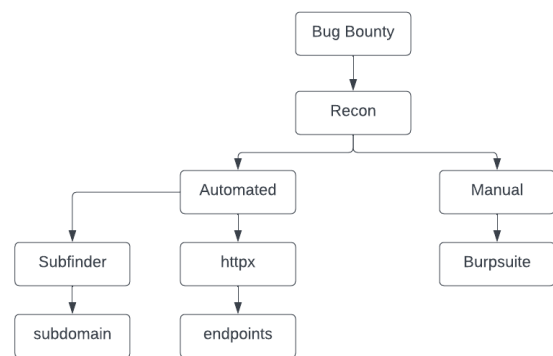 Bug Bounty
Recon
Automated
Manual
Subfinder
httpx
Burpsuite
subdomain
endpoints